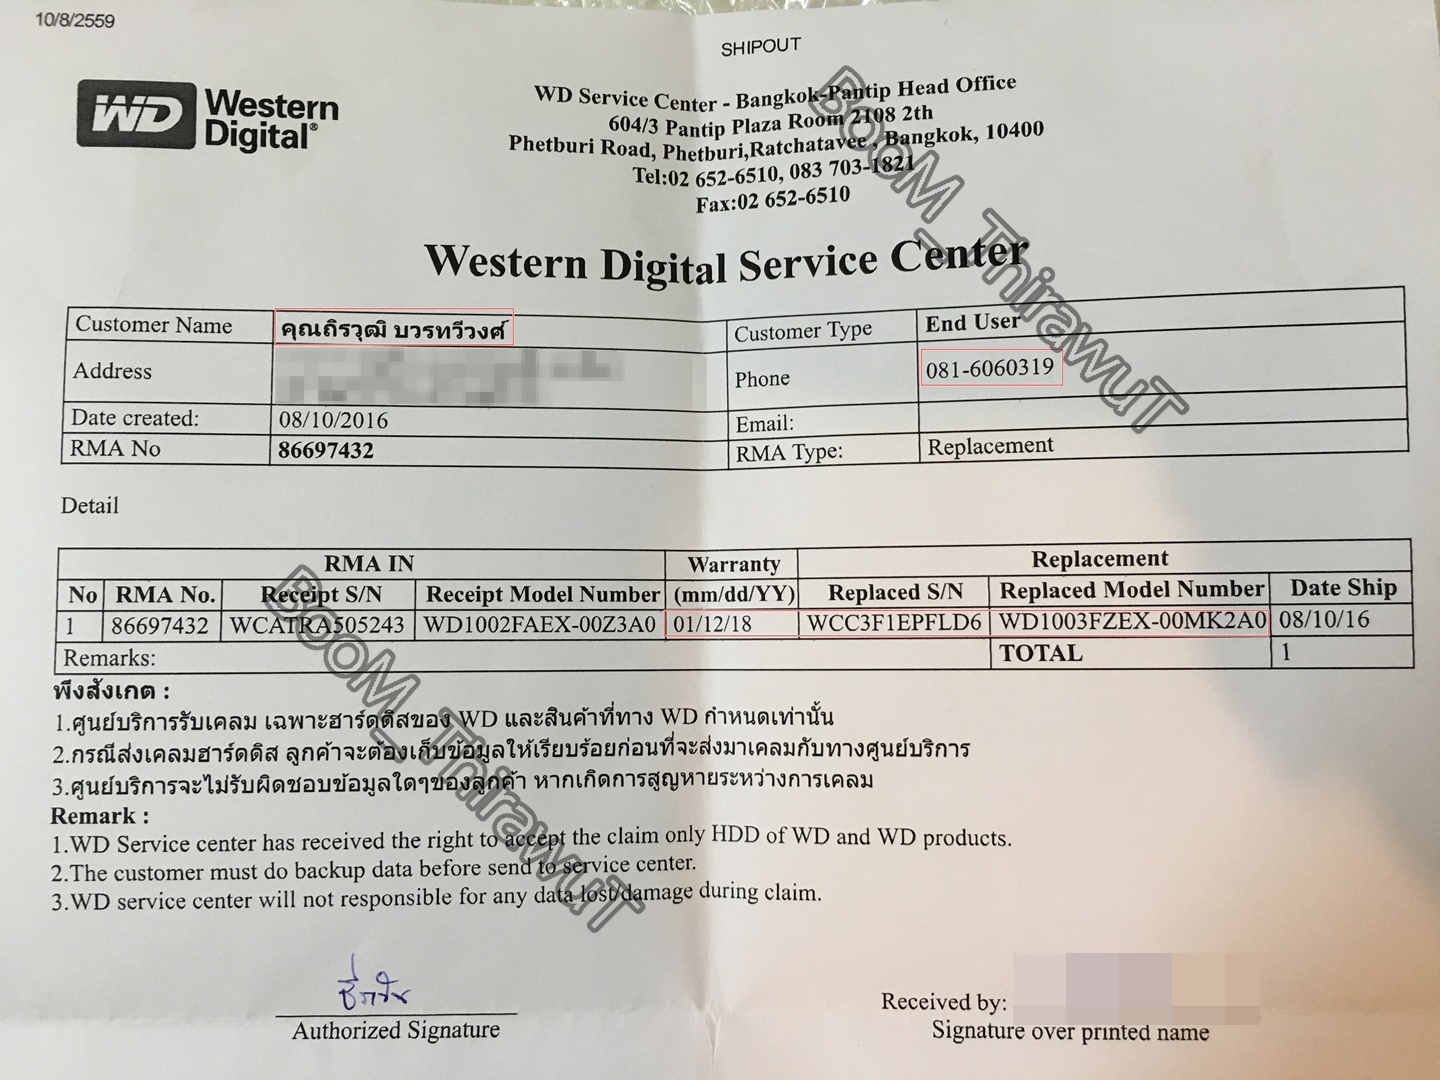 10/8/2559
SHIPOUT
WD Western Digital®
WD Service Center - Bangkok-Pantip Head Office
604/3 Pantip Plaza Room 2108 2th
Phetburi Road, Phetburi,Ratchatavee , Bangkok, 10400
Tel:02 652-6510, 083 703-1821
Fax:02 652-6510
Western Digital Service Center
Customer Name คุณถิรวุฒิ บวรทวีวงศ์ Customer Type End User
Address Phone 081-6060319
Date created: 08/10/2016 Email:
RMA No 86697432 RMA Type: Replacement
Detail
RMA IN Warranty Replacement
No RMA No. Receipt S/N Receipt Model Number (mm/dd/YY) Replaced S/N Replaced Model Number Date Ship
1 86697432 WCATRA505243 WD1002FAEX-00Z3A0 01/12/18 WCC3F1EPFLD6 WD1003FZEX-00MK2A0 08/10/16
Remarks: TOTAL 1
พึงสังเกต :
1.ศูนย์บริการรับเคลม เฉพาะฮาร์ดดิสของ WD และสินค้าที่ทาง WD กำหนดเท่านั้น
2.กรณีส่งเคลมฮาร์ดดิส ลูกค้าจะต้องเก็บข้อมูลให้เรียบร้อยก่อนที่จะส่งมาเคลมกับทางศูนย์บริการ
3.ศูนย์บริการจะไม่รับผิดชอบข้อมูลใดๆของลูกค้า หากเกิดการสูญหายระหว่างการเคลม
Remark :
1.WD Service center has received the right to accept the claim only HDD of WD and WD products.
2.The customer must do backup data before send to service center.
3.WD service center will not responsible for any data lost/damage during claim.
Authorized Signature
Received by:
Signature over printed name
BooM_ThirawuT
BooM_ThirawuT